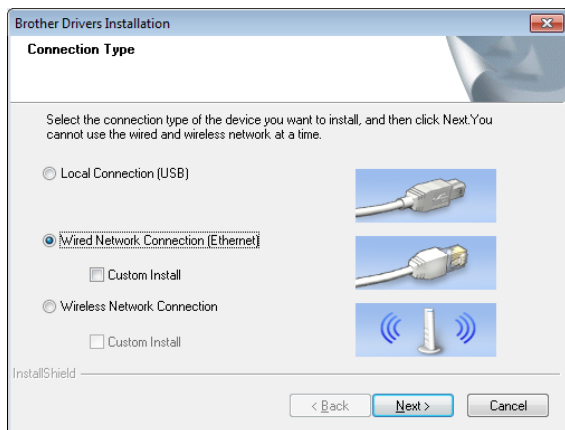 Brother Drivers Installation
Connection Type
Select the connection type of the device you want to install, and then click Next.You
cannot use the wired and wireless network at a time.
Local Connection (USB)
Wired Network Connection (Ethernet)
Custom Install
Wireless Network Connection
Custom Install
InstallShield
< Back Next > Cancel